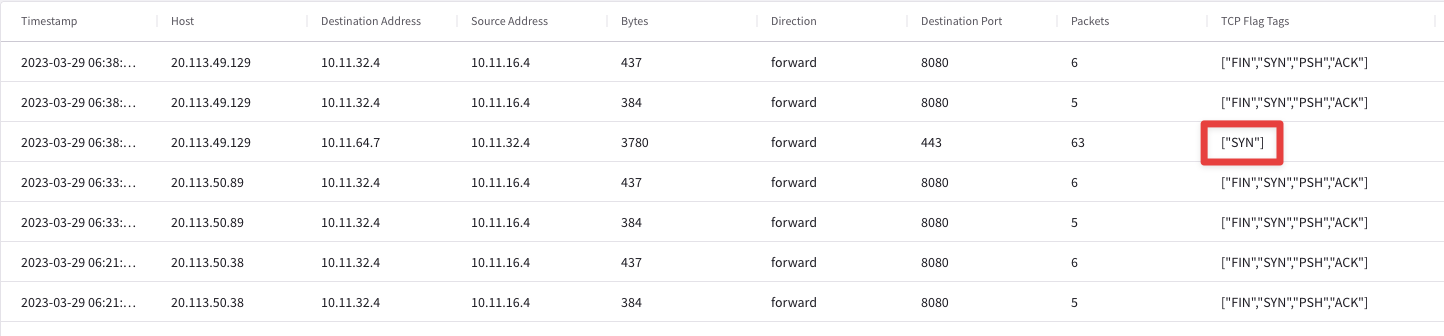 Timestamp Host Destination Address Source Address Bytes Direction Destination Port Packets TCP Flag Tags
2023-03-29 06:38:... 20.113.49.129 10.11.32.4 10.11.16.4 437 forward 8080 6 ["FIN","SYN","PSH","ACK"]
2023-03-29 06:38:... 20.113.49.129 10.11.32.4 10.11.16.4 384 forward 8080 5 ["FIN","SYN","PSH","ACK"]
2023-03-29 06:38:... 20.113.49.129 10.11.64.7 10.11.32.4 3780 forward 443 63 ["SYN"]
2023-03-29 06:33:... 20.113.50.89 10.11.32.4 10.11.16.4 437 forward 8080 6 ["FIN","SYN","PSH","ACK"]
2023-03-29 06:33:... 20.113.50.89 10.11.32.4 10.11.16.4 384 forward 8080 5 ["FIN","SYN","PSH","ACK"]
2023-03-29 06:21:... 20.113.50.38 10.11.32.4 10.11.16.4 437 forward 8080 6 ["FIN","SYN","PSH","ACK"]
2023-03-29 06:21:... 20.113.50.38 10.11.32.4 10.11.16.4 384 forward 8080 5 ["FIN","SYN","PSH","ACK"]